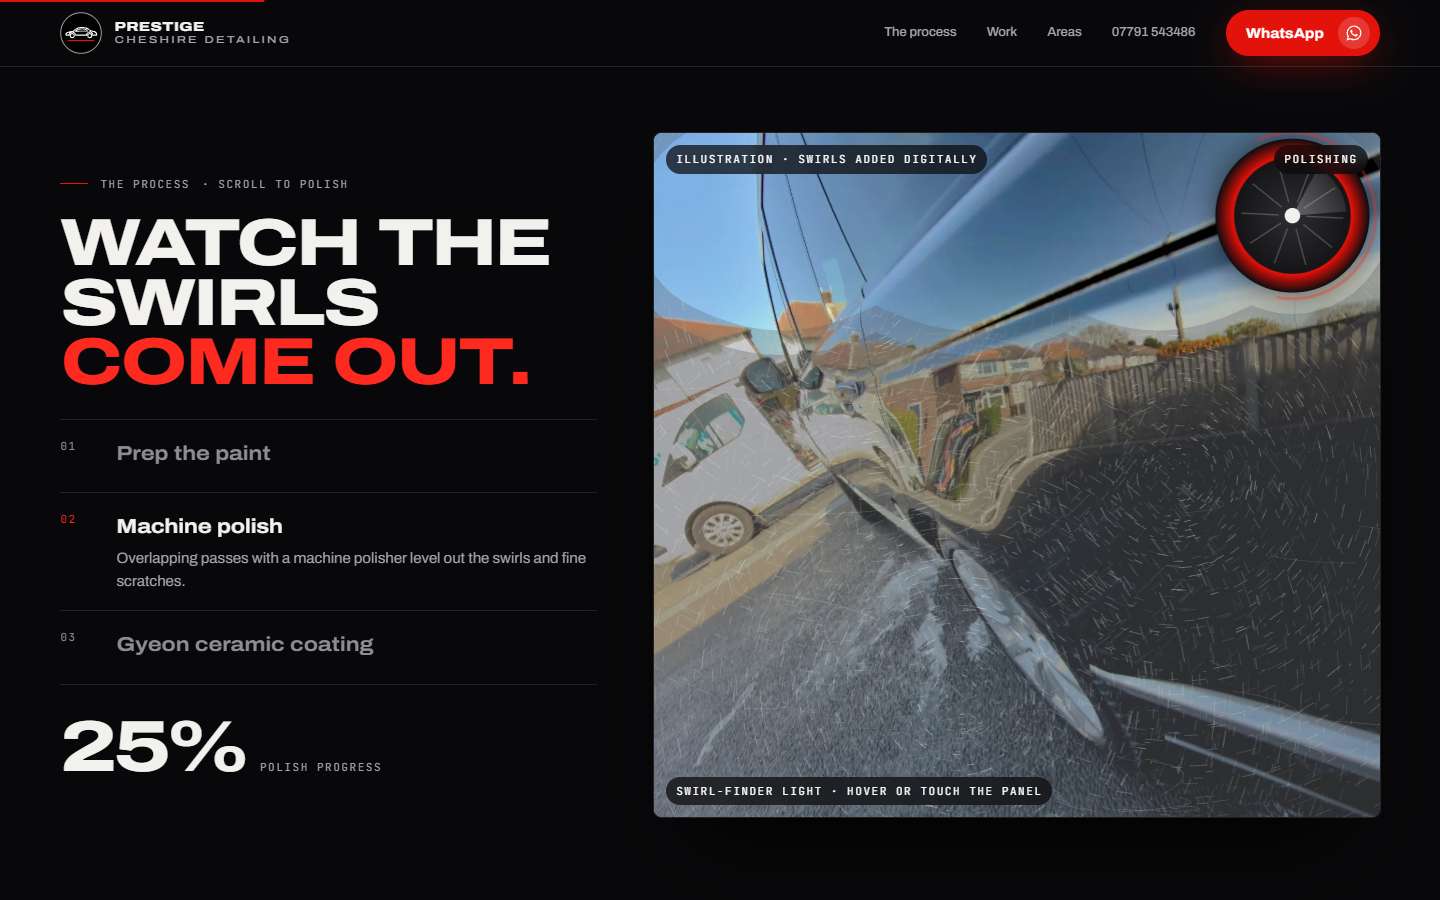 PRESTIGE
CHESHIRE DETAILING
The process
Work
Areas
07791 543486
WhatsApp
THE PROCESS · SCROLL TO POLISH
WATCH THE
SWIRLS
COME OUT.
01
Prep the paint
02
Machine polish
Overlapping passes with a machine polisher level out the swirls and fine
scratches.
03
Gyeon ceramic coating
25%
POLISH PROGRESS
ILLUSTRATION · SWIRLS ADDED DIGITALLY
POLISHING
SWIRL-FINDER LIGHT · HOVER OR TOUCH THE PANEL